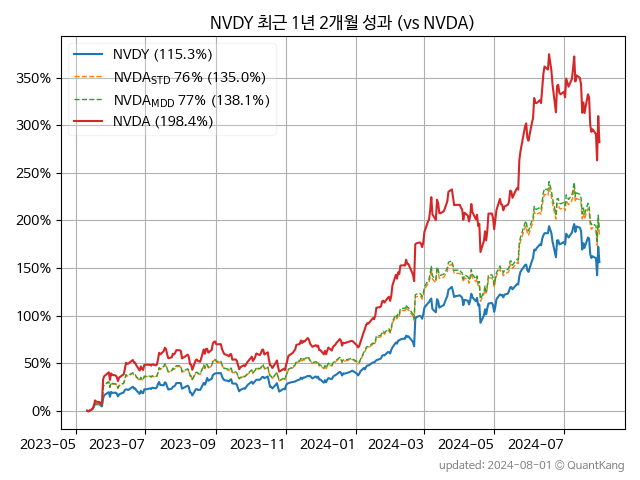 NVDY 최근 1년 2개월 성과 (vs NVDA)
NVDY (115.3%)
NVDA_STD 76% (135.0%)
NVDA_MDD 77% (138.1%)
NVDA (198.4%)
350%
300%
250%
200%
150%
100%
50%
0%
2023-05 2023-07 2023-09 2023-11 2024-01 2024-03 2024-05 2024-07
updated: 2024-08-01 © QuantKang